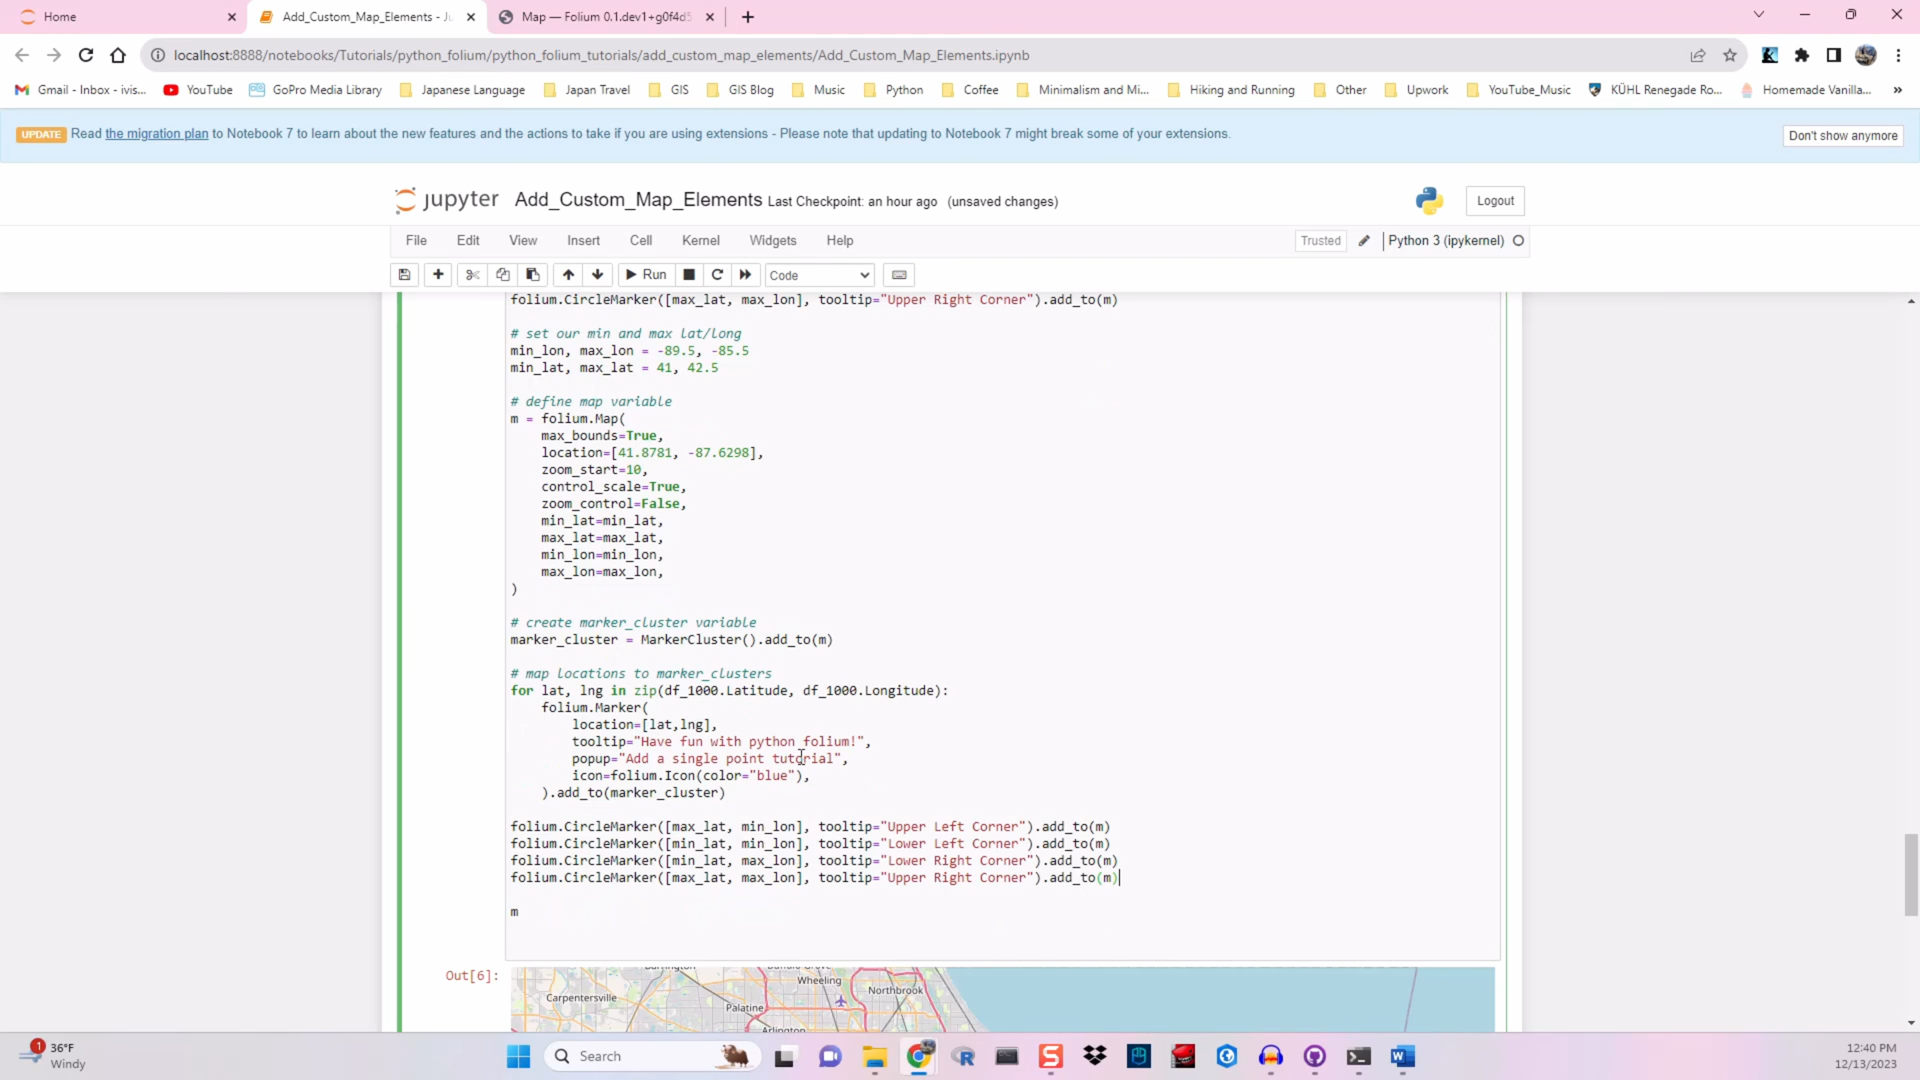 Home
Add_Custom_Map_Elements - Ju
Map — Folium 0.1.dev1+g0f4d5
localhost:8888/notebooks/Tutorials/python_folium/python_folium_tutorials/add_custom_map_elements/Add_Custom_Map_Elements.ipynb
Gmail - Inbox - ivis... YouTube GoPro Media Library Japanese Language Japan Travel GIS GIS Blog Music Python Coffee Minimalism and Mi... Hiking and Running Other Upwork YouTube_Music KÜHL Renegade Ro... Homemade Vanilla... »
UPDATE Read the migration plan to Notebook 7 to learn about the new features and the actions to take if you are using extensions - Please note that updating to Notebook 7 might break some of your extensions. Don't show anymore
jupyter Add_Custom_Map_Elements Last Checkpoint: an hour ago (unsaved changes) Logout
File Edit View Insert Cell Kernel Widgets Help Trusted Python 3 (ipykernel)
Run Code
folium.CircleMarker([max_lat, max_lon], tooltip="Upper Right Corner").add_to(m)
# set our min and max lat/long
min_lon, max_lon = -89.5, -85.5
min_lat, max_lat = 41, 42.5
# define map variable
m = folium.Map(
max_bounds=True,
location=[41.8781, -87.6298],
zoom_start=10,
control_scale=True,
zoom_control=False,
min_lat=min_lat,
max_lat=max_lat,
min_lon=min_lon,
max_lon=max_lon,
)
# create marker_cluster variable
marker_cluster = MarkerCluster().add_to(m)
# map locations to marker_clusters
for lat, lng in zip(df_1000.Latitude, df_1000.Longitude):
folium.Marker(
location=[lat,lng],
tooltip="Have fun with python folium!",
popup="Add a single point tutorial",
icon=folium.Icon(color="blue"),
).add_to(marker_cluster)
folium.CircleMarker([max_lat, min_lon], tooltip="Upper Left Corner").add_to(m)
folium.CircleMarker([min_lat, min_lon], tooltip="Lower Left Corner").add_to(m)
folium.CircleMarker([min_lat, max_lon], tooltip="Lower Right Corner").add_to(m)
folium.CircleMarker([max_lat, max_lon], tooltip="Upper Right Corner").add_to(m)
m
Out[6]:
Wheeling
Northbrook
Carpentersville
Palatine
Arlington
1
36°F
Windy
Search
12:40 PM
12/13/2023